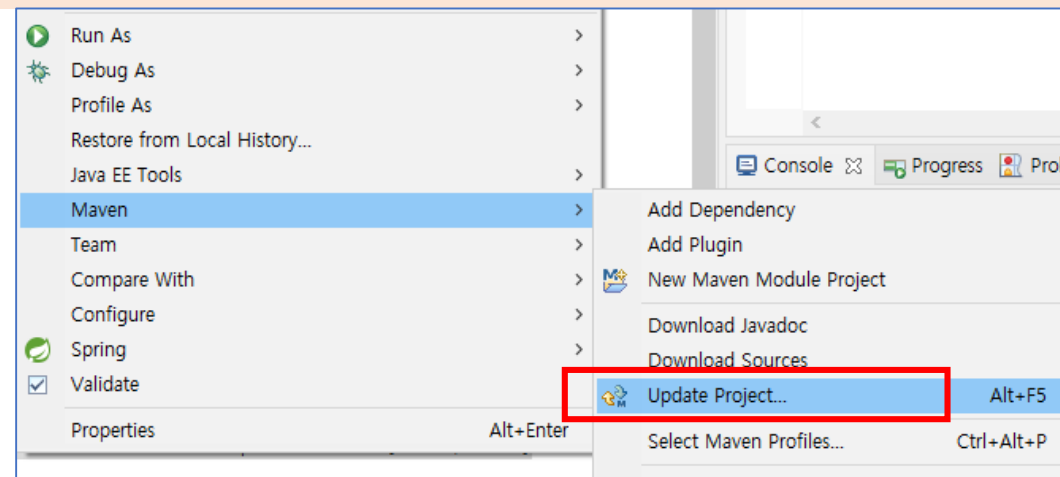 Run As
Debug As
Profile As
Restore from Local History...
Java EE Tools
Maven
Team
Compare With
Configure
Spring
Validate
Properties Alt+Enter
Console Progress
Add Dependency
Add Plugin
New Maven Module Project
Download Javadoc
Download Sources
Update Project... Alt+F5
Select Maven Profiles... Ctrl+Alt+P